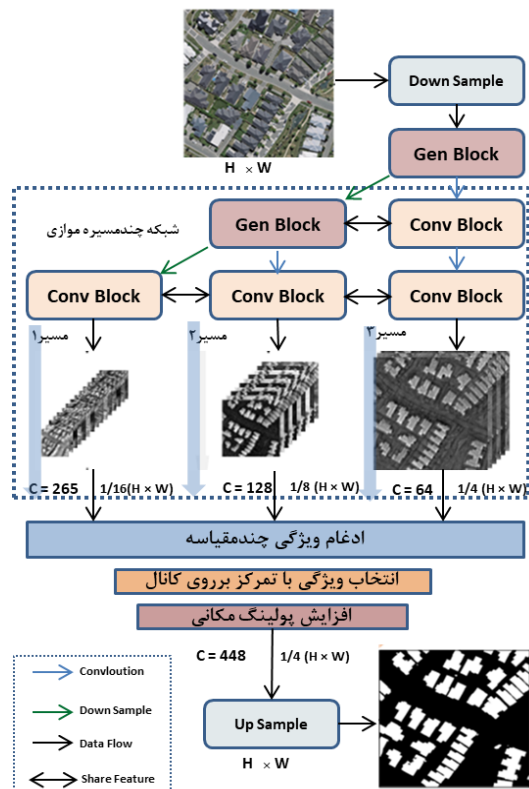 Down Sample
H × W
Gen Block
شبکه چندمسیره موازی
Gen Block
Conv Block
Conv Block
Conv Block
Conv Block
مسیر۱
مسیر۲
مسیر۳
C = 265
1/16(H × W)
C = 128
1/8 (H × W)
C = 64
1/4 (H × W)
ادغام ویژگی چندمقیاسه
انتخاب ویژگی با تمرکز برروی کانال
افزایش پولینگ مکانی
C = 448
1/4 (H × W)
Up Sample
H × W
Convloution
Down Sample
Data Flow
Share Feature